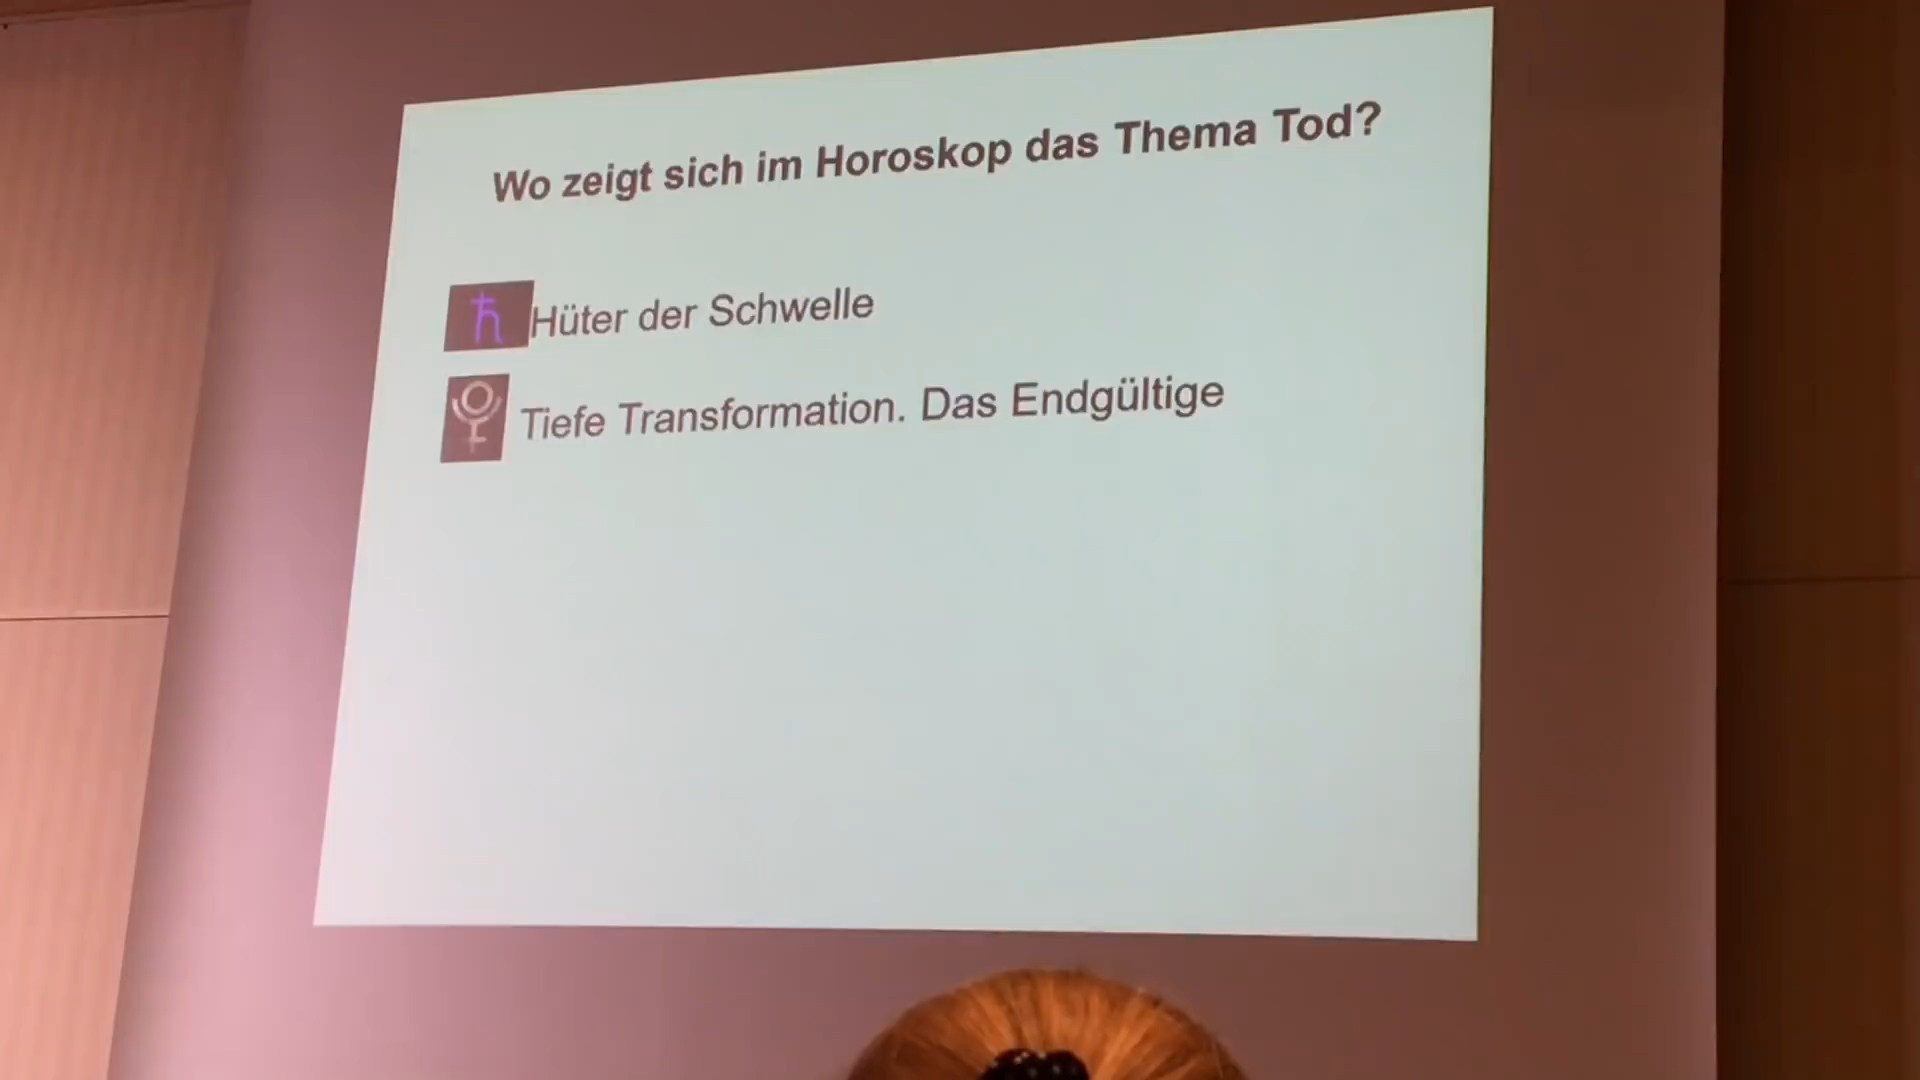 Wo zeigt sich im Horoskop das Thema Tod?
♄ Hüter der Schwelle
Tiefe Transformation. Das Endgültige